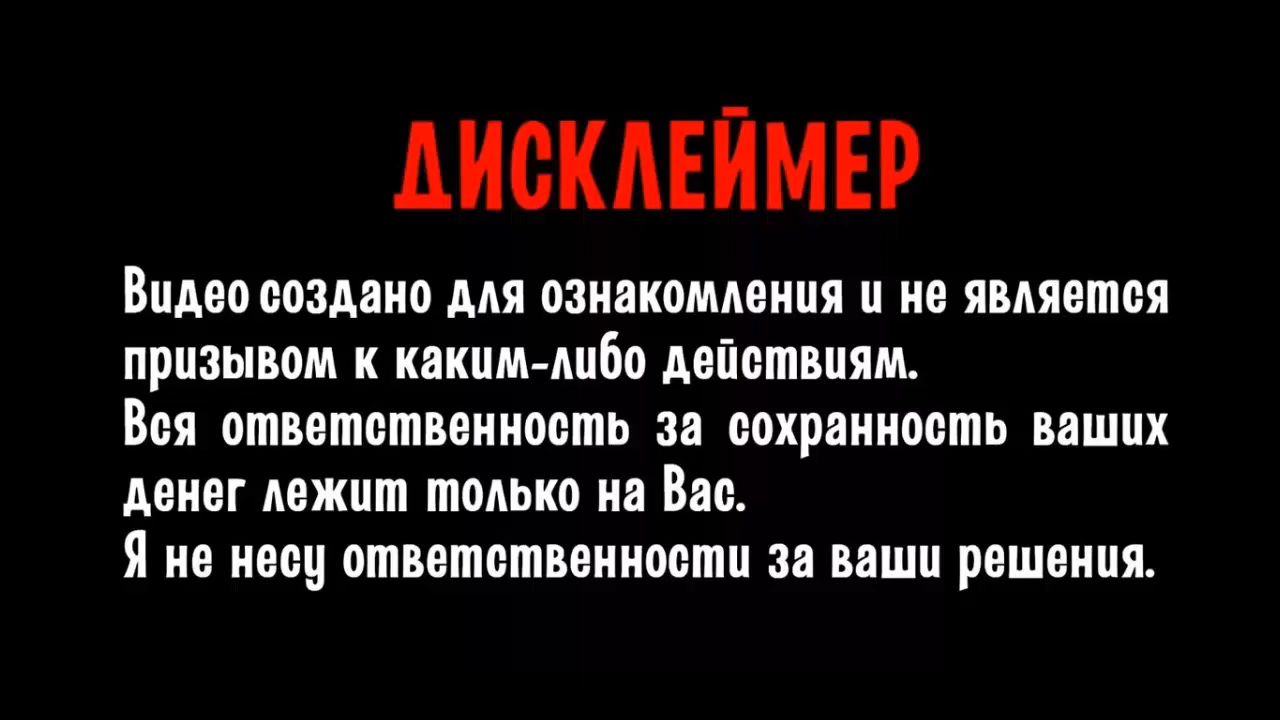 ДИСКЛЕЙМЕР
Видео создано для ознакомления и не является
призывом к каким-либо действиям.
Вся ответственность за сохранность ваших
денег лежит только на Вас.
Я не несу ответственности за ваши решения.